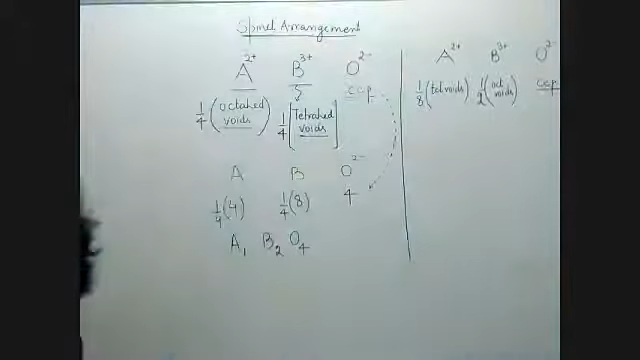 Spinel Arrangement
A²⁺ B³⁺ O²⁻
1/4 (octahed voids) 1/4 [Tetrahed voids] ccp
A B O²⁻
1/4(4) 1/4(8) 4
A₁ B₂ O₄
A²⁺ B³⁺ O²⁻
1/8 (tet voids) 1/2 (oct voids) ccp